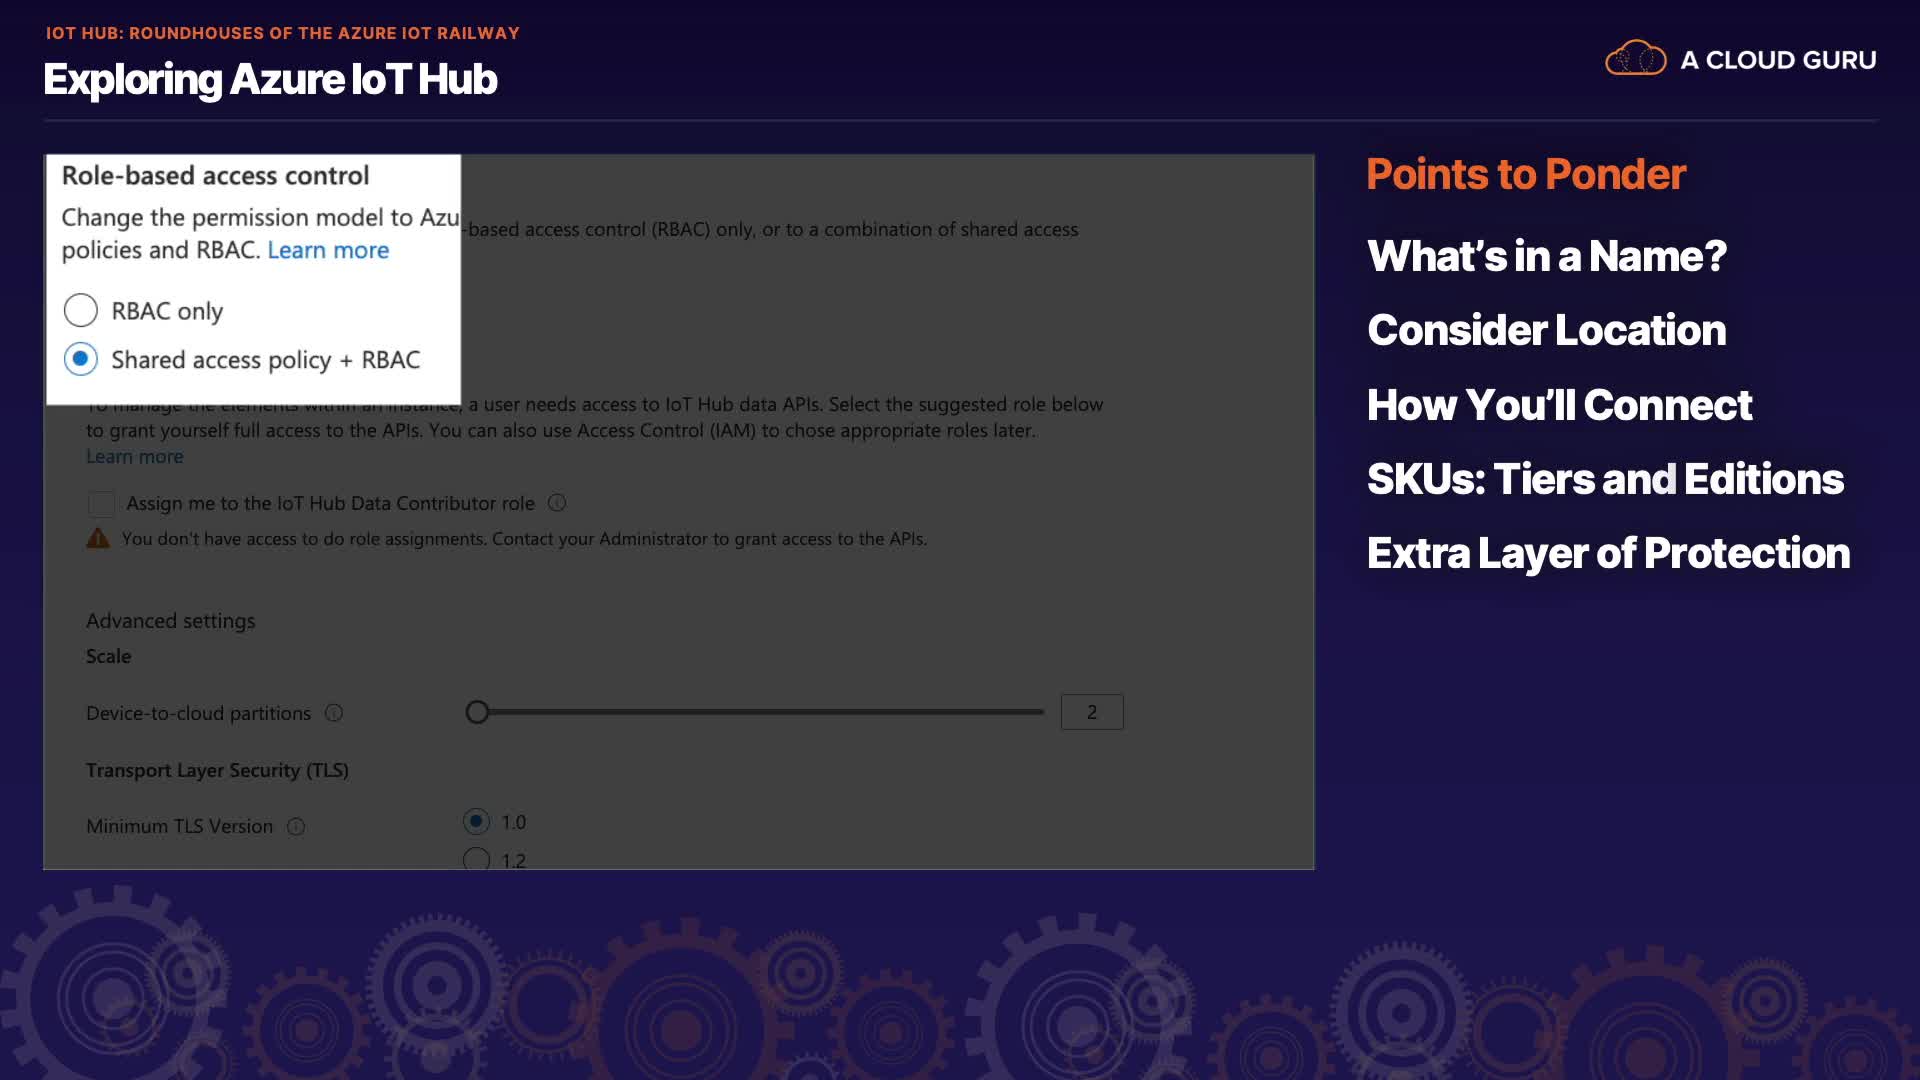 IOT HUB: ROUNDHOUSES OF THE AZURE IOT RAILWAY
Exploring Azure IoT Hub
A CLOUD GURU
Role-based access control
Change the permission model to Azu
-based access control (RBAC) only, or to a combination of shared access
policies and RBAC. Learn more
RBAC only
Shared access policy + RBAC
To manage the elements within an instance, a user needs access to IoT Hub data APIs. Select the suggested role below
to grant yourself full access to the APIs. You can also use Access Control (IAM) to chose appropriate roles later.
Learn more
Assign me to the IoT Hub Data Contributor role
You don't have access to do role assignments. Contact your Administrator to grant access to the APIs.
Advanced settings
Scale
Device-to-cloud partitions
2
Transport Layer Security (TLS)
Minimum TLS Version
1.0
1.2
Points to Ponder
What's in a Name?
Consider Location
How You'll Connect
SKUs: Tiers and Editions
Extra Layer of Protection